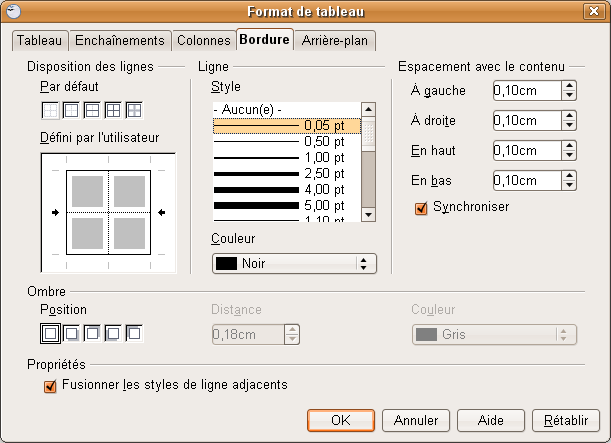 Format de tableau
Tableau
Enchaînements
Colonnes
Bordure
Arrière-plan
Disposition des lignes
Par défaut
Défini par l'utilisateur
Ligne
Style
- Aucun(e) -
0,05 pt
0,50 pt
1,00 pt
2,50 pt
4,00 pt
5,00 pt
1,10 pt
Couleur
Noir
Espacement avec le contenu
À gauche
0,10cm
À droite
0,10cm
En haut
0,10cm
En bas
0,10cm
Synchroniser
Ombre
Position
Distance
0,18cm
Couleur
Gris
Propriétés
Fusionner les styles de ligne adjacents
OK
Annuler
Aide
Rétablir